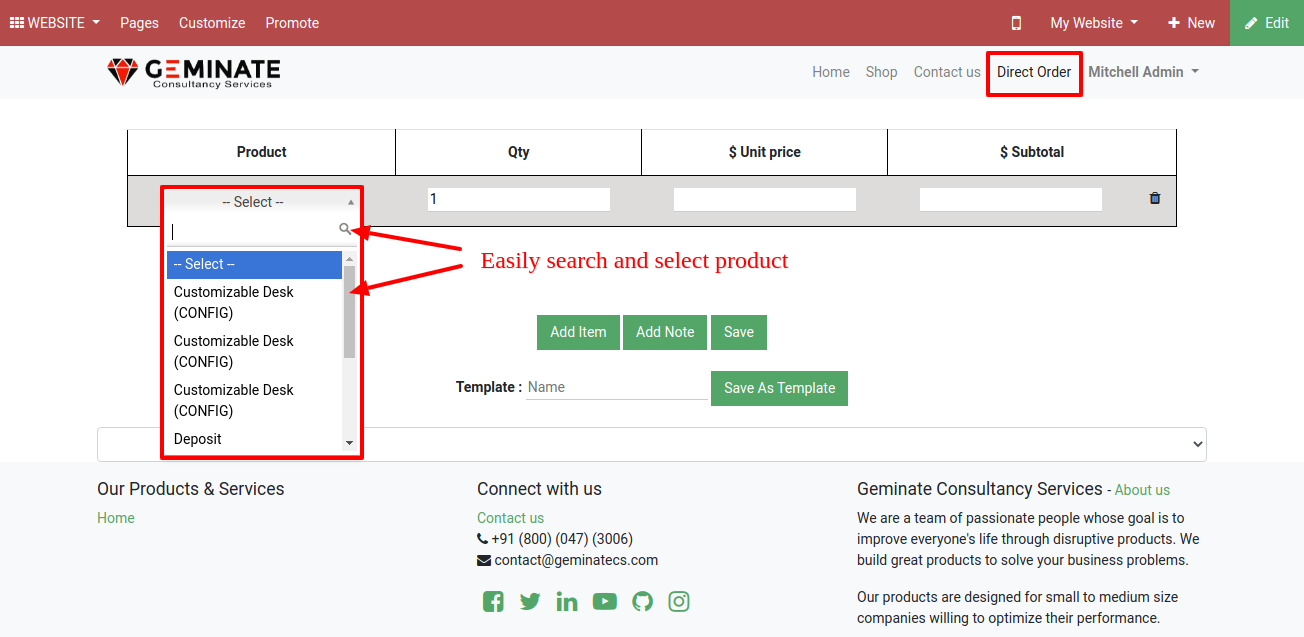 WEBSITE Pages Customize Promote My Website New Edit
GEMINATE
Consultancy Services
Home Shop Contact us Direct Order Mitchell Admin
Product Qty $ Unit price $ Subtotal
-- Select -- 1
Easily search and select product
-- Select --
Customizable Desk
(CONFIG)
Customizable Desk
(CONFIG)
Customizable Desk
(CONFIG)
Deposit
Add Item Add Note Save
Template : Name Save As Template
Our Products & Services
Home
Connect with us
Contact us
+91 (800) (047) (3006)
contact@geminatecs.com
Geminate Consultancy Services - About us
We are a team of passionate people whose goal is to
improve everyone's life through disruptive products. We
build great products to solve your business problems.
Our products are designed for small to medium size
companies willing to optimize their performance.